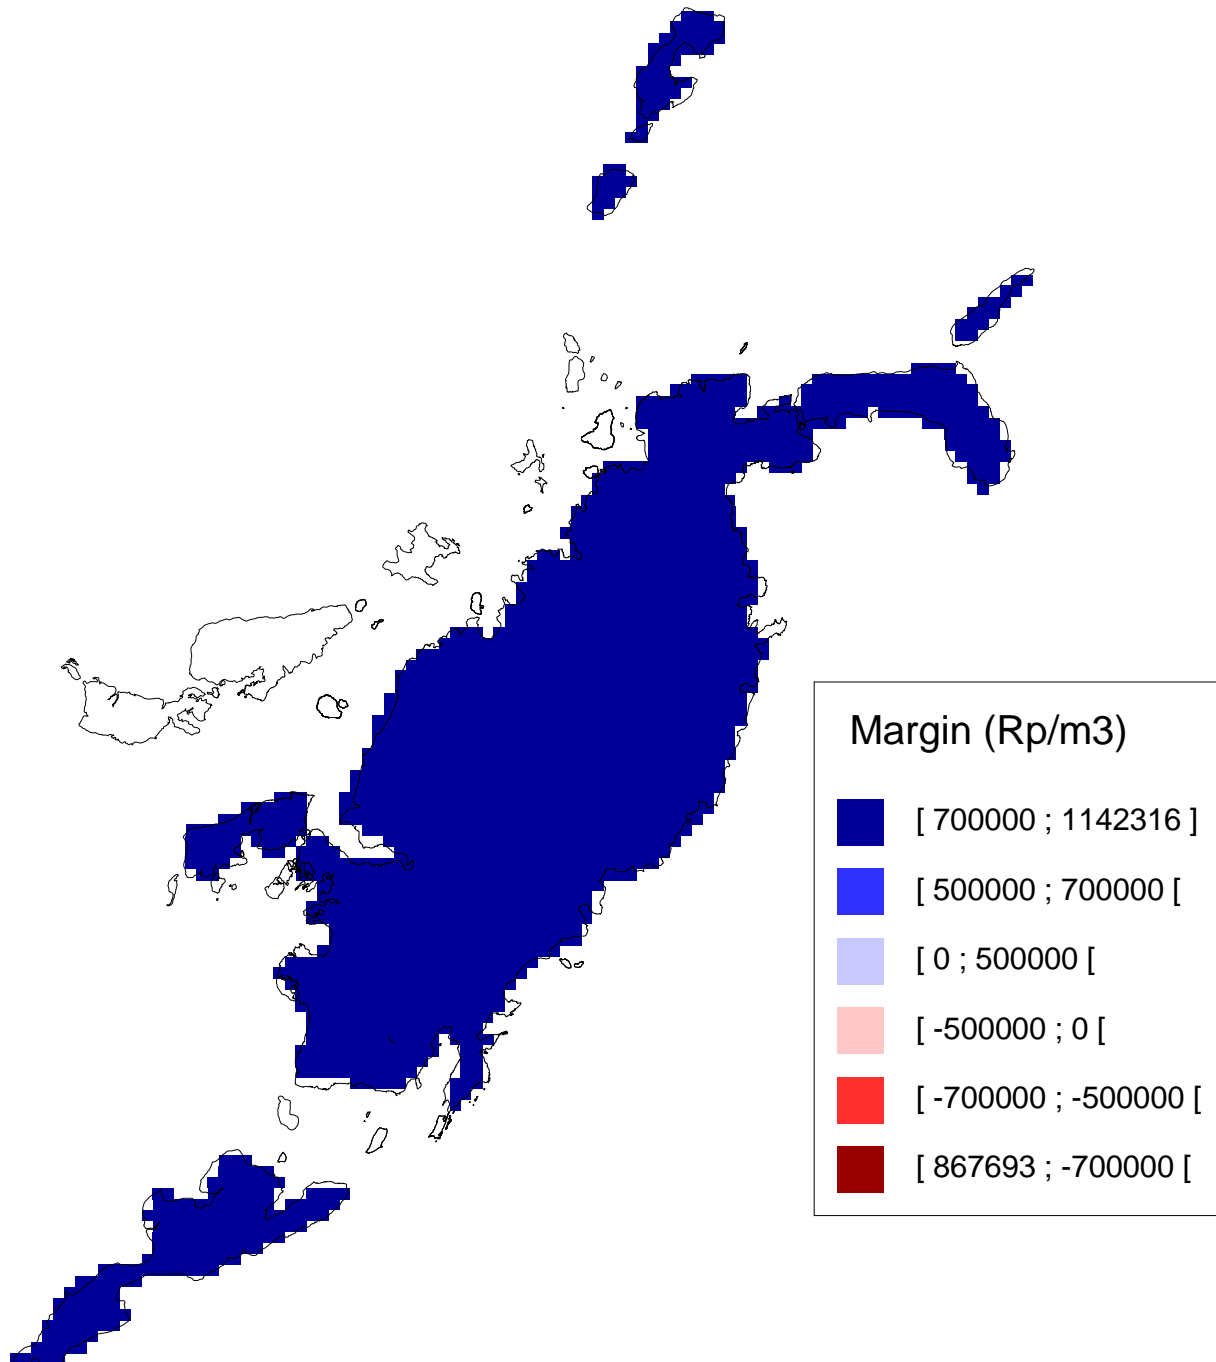 Margin (Rp/m3)
[ 700000 ; 1142316 ]
[ 500000 ; 700000 [
[ 0 ; 500000 [
[ -500000 ; 0 [
[ -700000 ; -500000 [
[ 867693 ; -700000 [